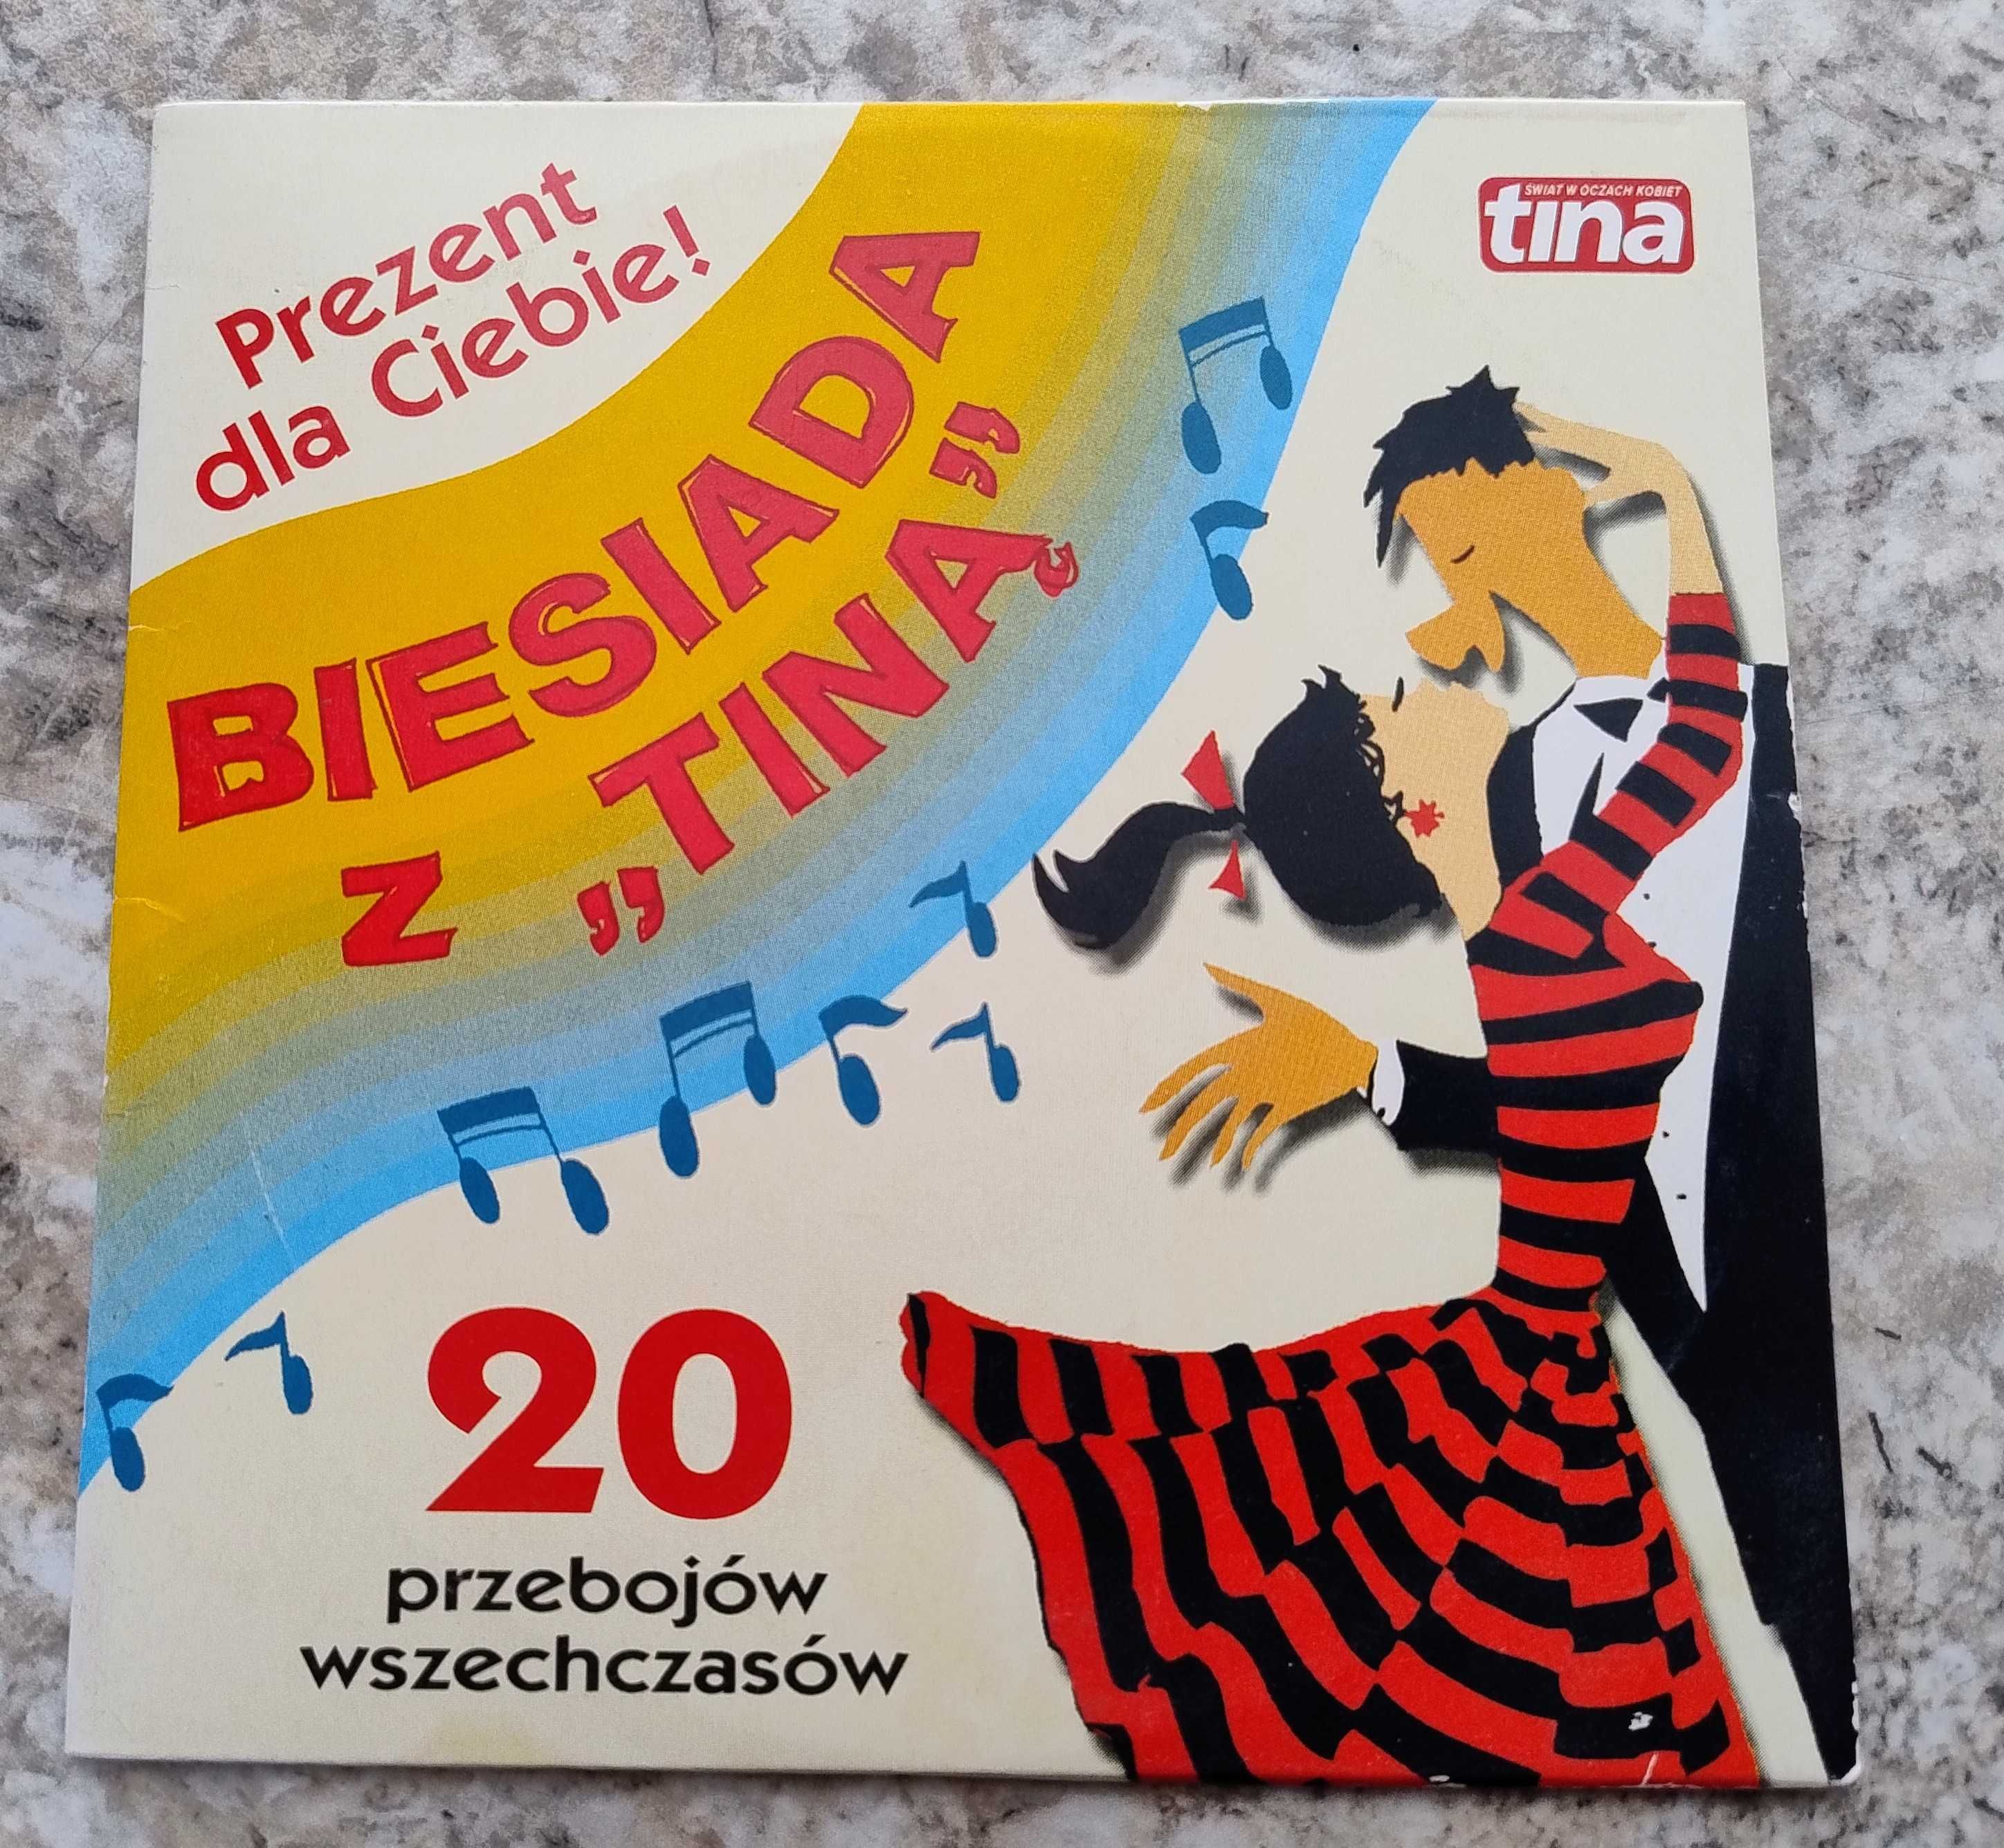 Prezent
dla Ciebie!
ŚWIAT W OCZACH KOBIET
tina
BIESIADA
Z „TINĄ”
20
przebojów
wszechczasów